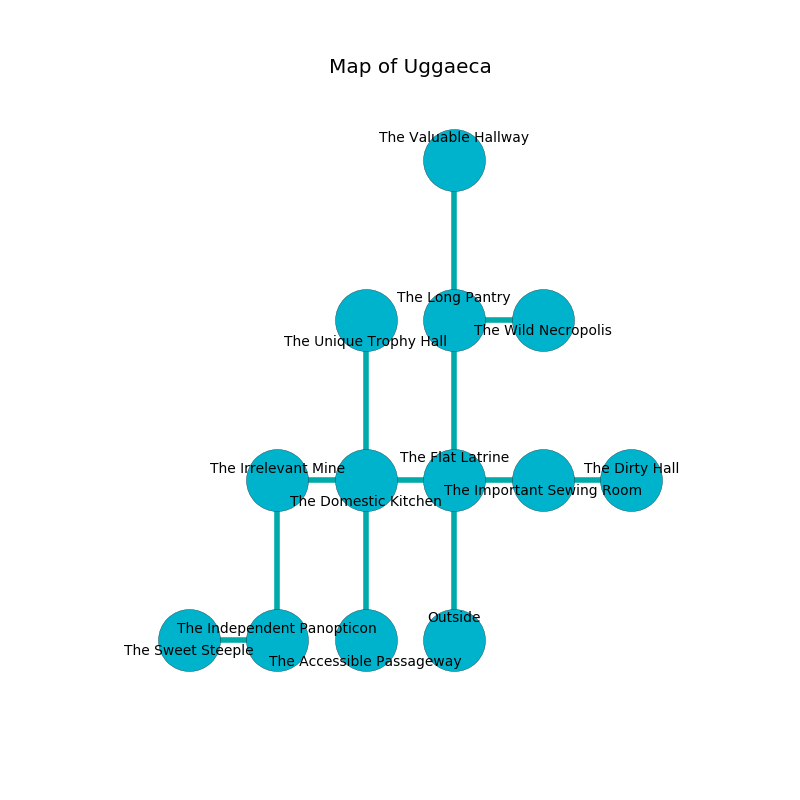 Map of Uggaeca
The Valuable Hallway
The Long Pantry
The Wild Necropolis
The Unique Trophy Hall
The Flat Latrine
The Irrelevant Mine
The Dirty Hall
The Important Sewing Room
The Domestic Kitchen
Outside
The Independent Panopticon
The Sweet Steeple
The Accessible Passageway